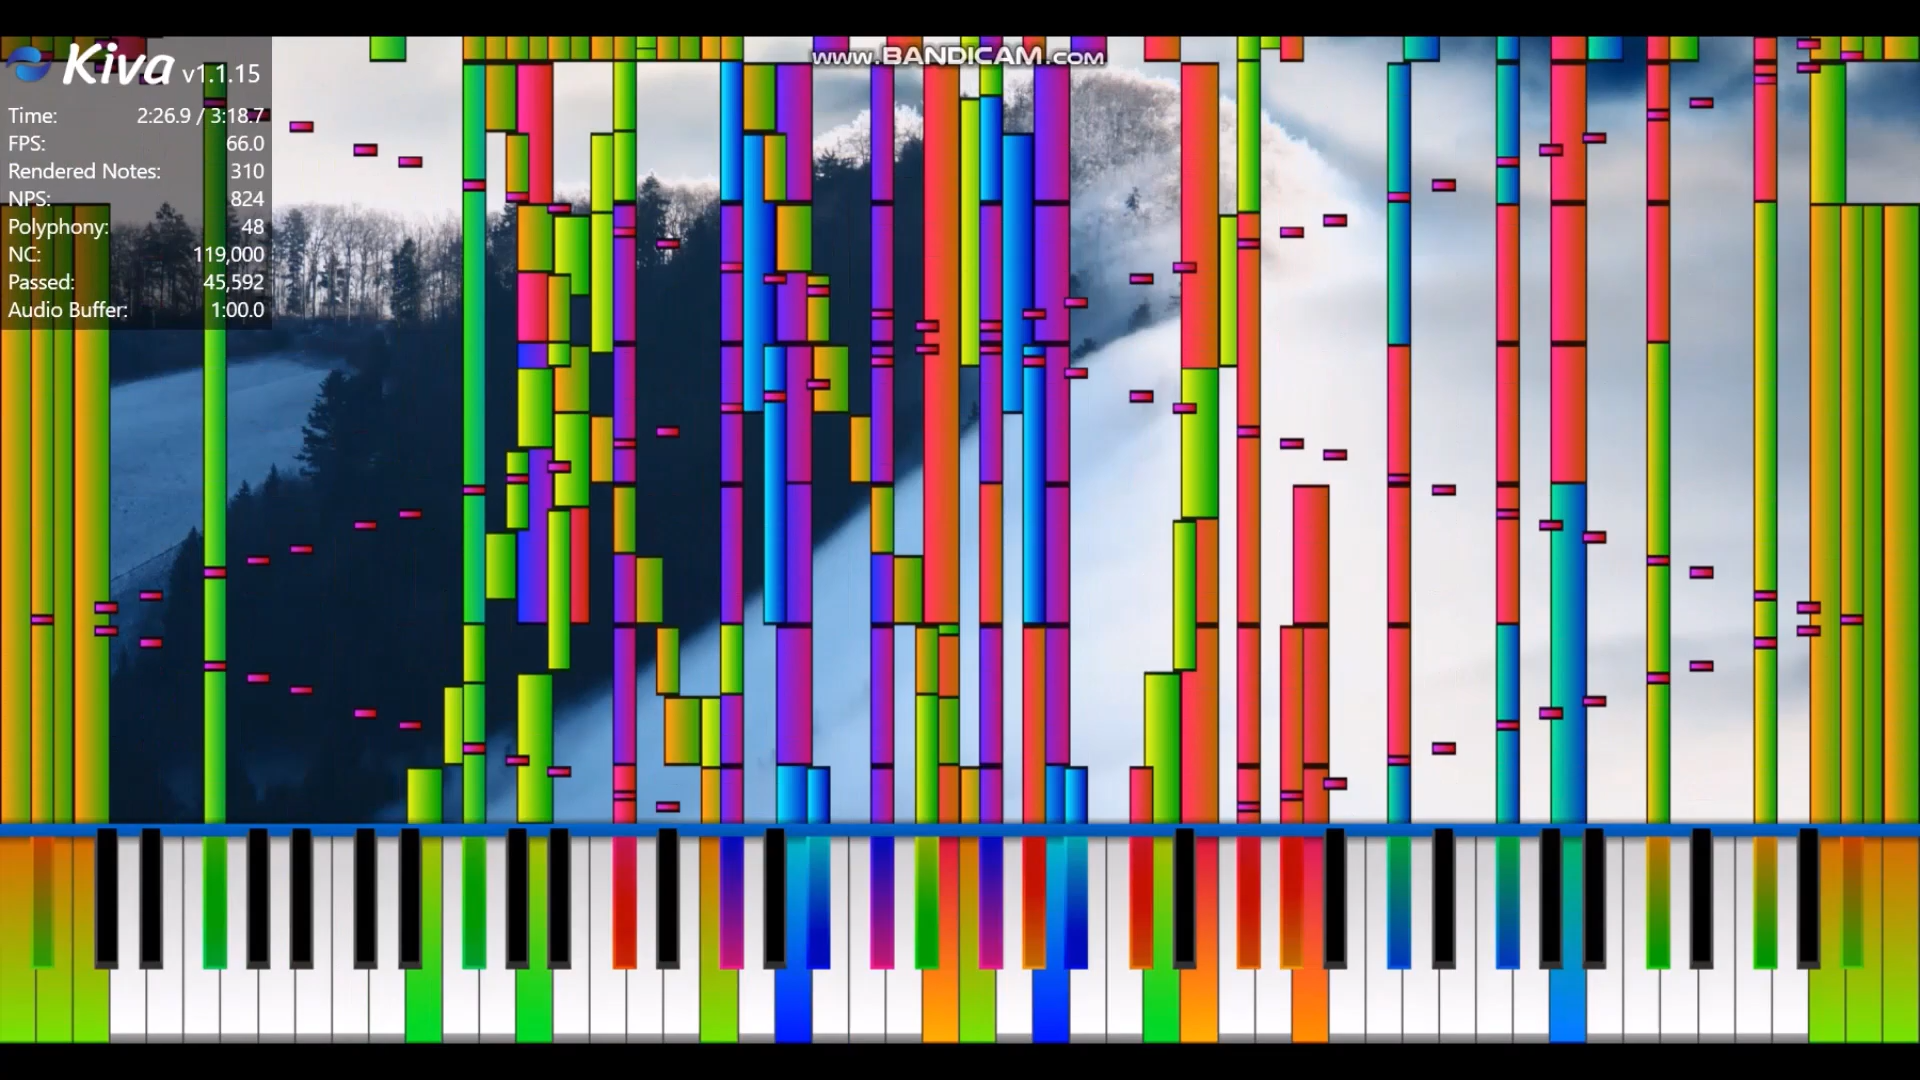 www.BANDICAM.com
Kiva v1.1.15
Time: 2:26.9 / 3:18.7
FPS: 66.0
Rendered Notes: 310
NPS: 824
Polyphony: 48
NC: 119,000
Passed: 45,592
Audio Buffer: 1:00.0